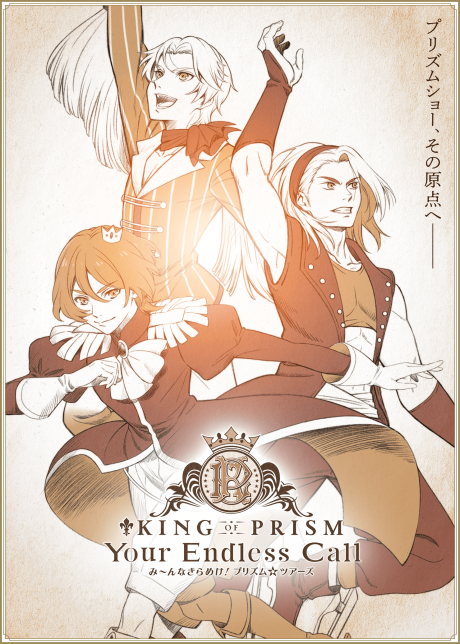 プリズムショー、その原点へ――
PR
KING OF PRISM
Your Endless Call
み〜んなきらめけ！プリズム☆ツアーズ